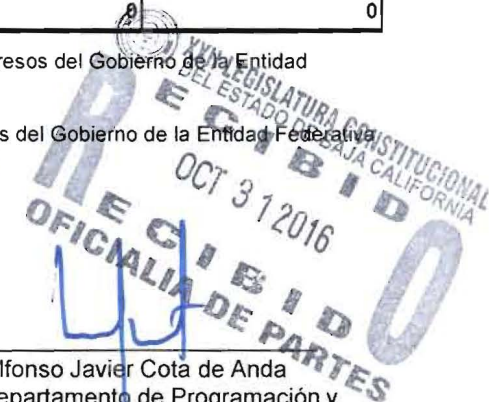 0 0
resos del Gobierno de la Entidad
s del Gobierno de la Entidad Federativa
XXI LEGISLATURA CONSTITUCIONAL
DEL ESTADO DE BAJA CALIFORNIA
RECIBIDO
OCT 31 2016
RECIBIDO
OFICIALIA DE PARTES
lfonso Javier Cota de Anda
epartamento de Programación y